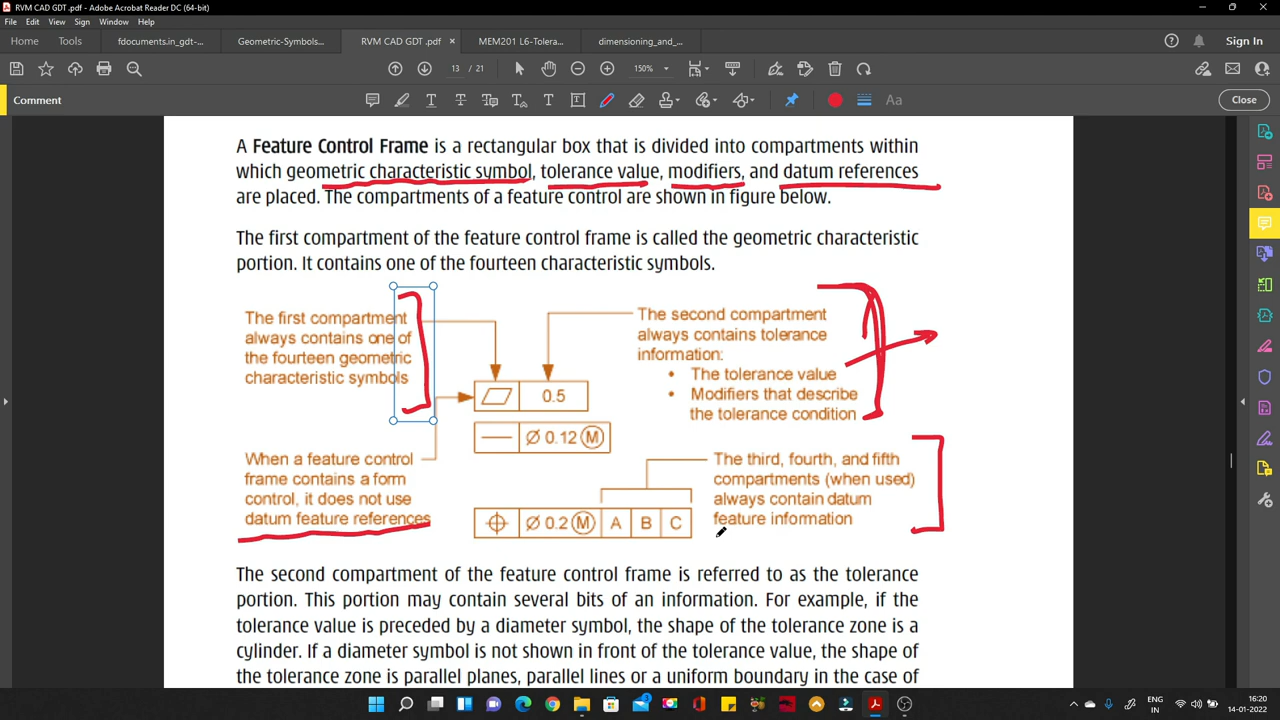 RVM CAD GDT .pdf - Adobe Acrobat Reader DC (64-bit)
File Edit View Sign Window Help
Home Tools fdocuments.in_gdt-... Geometric-Symbols... RVM CAD GDT .pdf × MEM201 L6-Tolera... dimensioning_and_... Sign In
13 / 21 150%
Comment Aa Close
A Feature Control Frame is a rectangular box that is divided into compartments within
which geometric characteristic symbol, tolerance value, modifiers, and datum references
are placed. The compartments of a feature control are shown in figure below.
The first compartment of the feature control frame is called the geometric characteristic
portion. It contains one of the fourteen characteristic symbols.
The first compartment
always contains one of
the fourteen geometric
characteristic symbols
The second compartment
always contains tolerance
information:
• The tolerance value
• Modifiers that describe
the tolerance condition
0.5
Ø 0.12 Ⓜ
When a feature control
frame contains a form
control, it does not use
datum feature references
The third, fourth, and fifth
compartments (when used)
always contain datum
feature information
Ø 0.2 Ⓜ A B C
The second compartment of the feature control frame is referred to as the tolerance
portion. This portion may contain several bits of an information. For example, if the
tolerance value is preceded by a diameter symbol, the shape of the tolerance zone is a
cylinder. If a diameter symbol is not shown in front of the tolerance value, the shape of
the tolerance zone is parallel planes, parallel lines or a uniform boundary in the case of
ENG
IN
16:20
14-01-2022